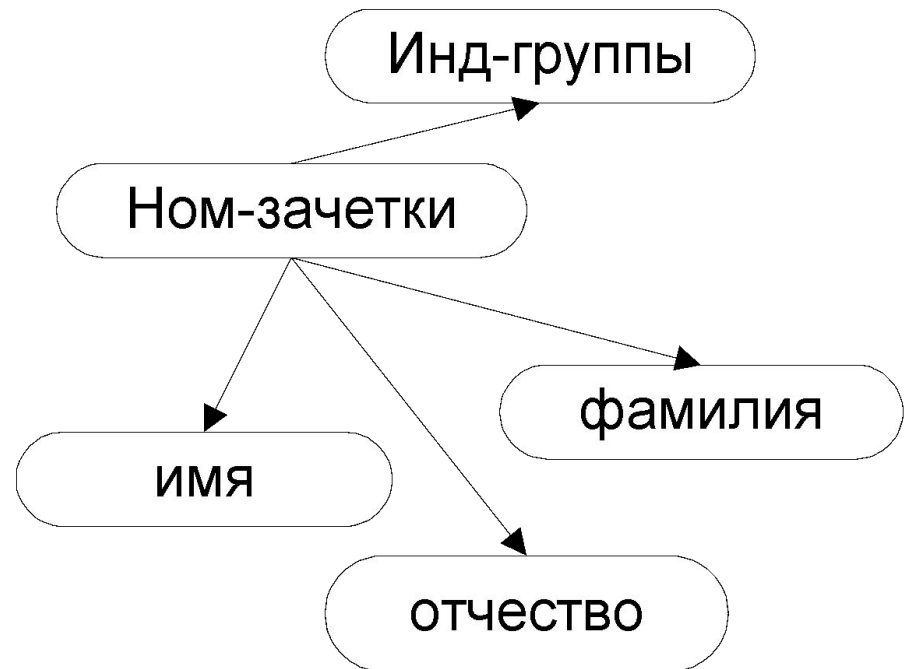 Инд-группы
Ном-зачетки
фамилия
имя
отчество